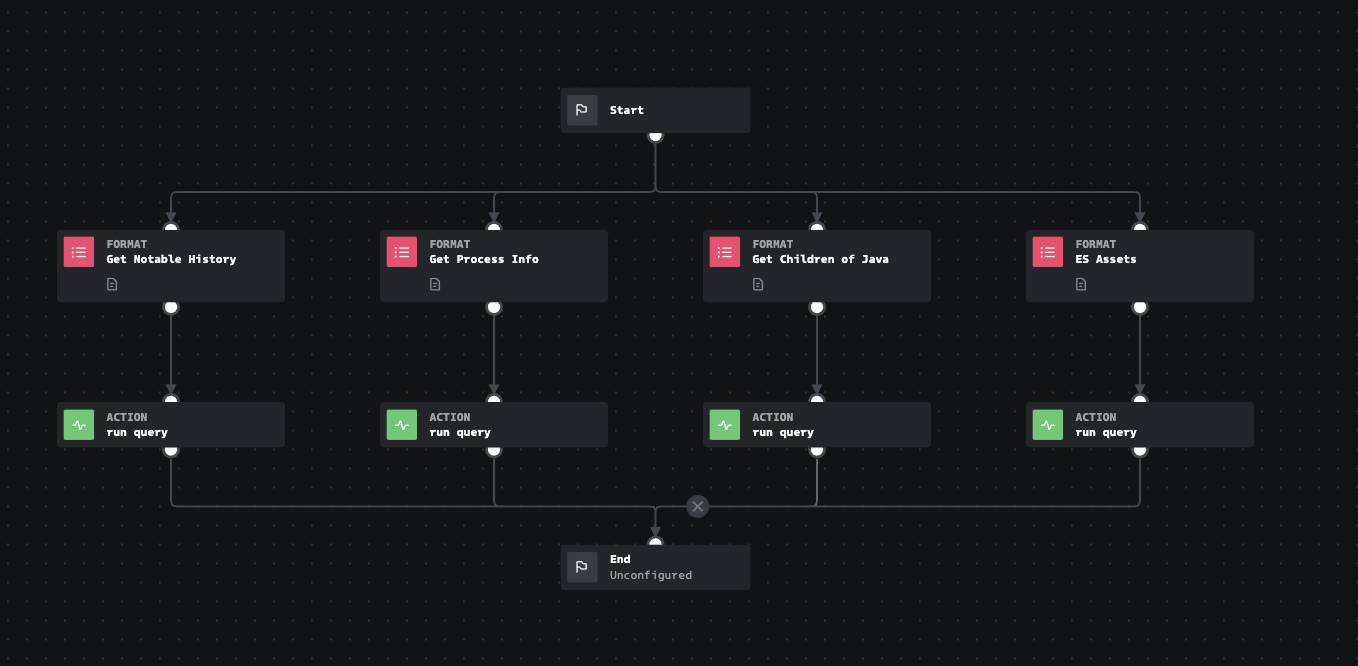 Start
FORMAT
Get Notable History
FORMAT
Get Process Info
FORMAT
Get Children of Java
FORMAT
ES Assets
ACTION
run query
ACTION
run query
ACTION
run query
ACTION
run query
End
Unconfigured